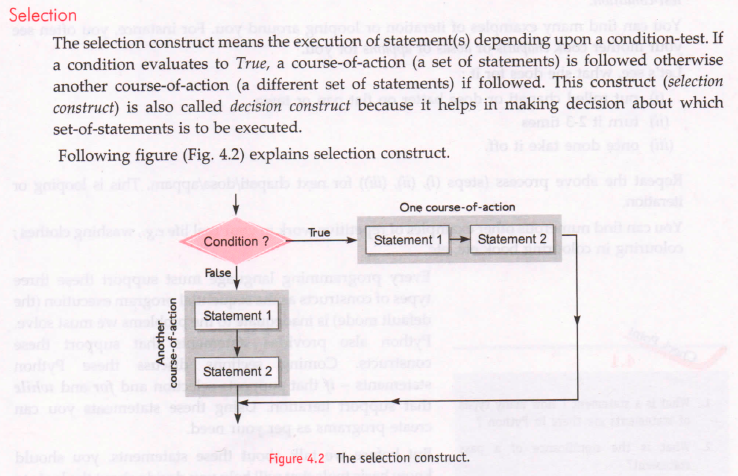 Selection
The selection construct means the execution of statement(s) depending upon a condition-test. If
a condition evaluates to True, a course-of-action (a set of statements) is followed otherwise
another course-of-action (a different set of statements) if followed. This construct (selection
construct) is also called decision construct because it helps in making decision about which
set-of-statements is to be executed.
Following figure (Fig. 4.2) explains selection construct.
One course-of-action
Condition ?
True
Statement 1
Statement 2
False
Another
course-of-action
Statement 1
Statement 2
Figure 4.2 The selection construct.